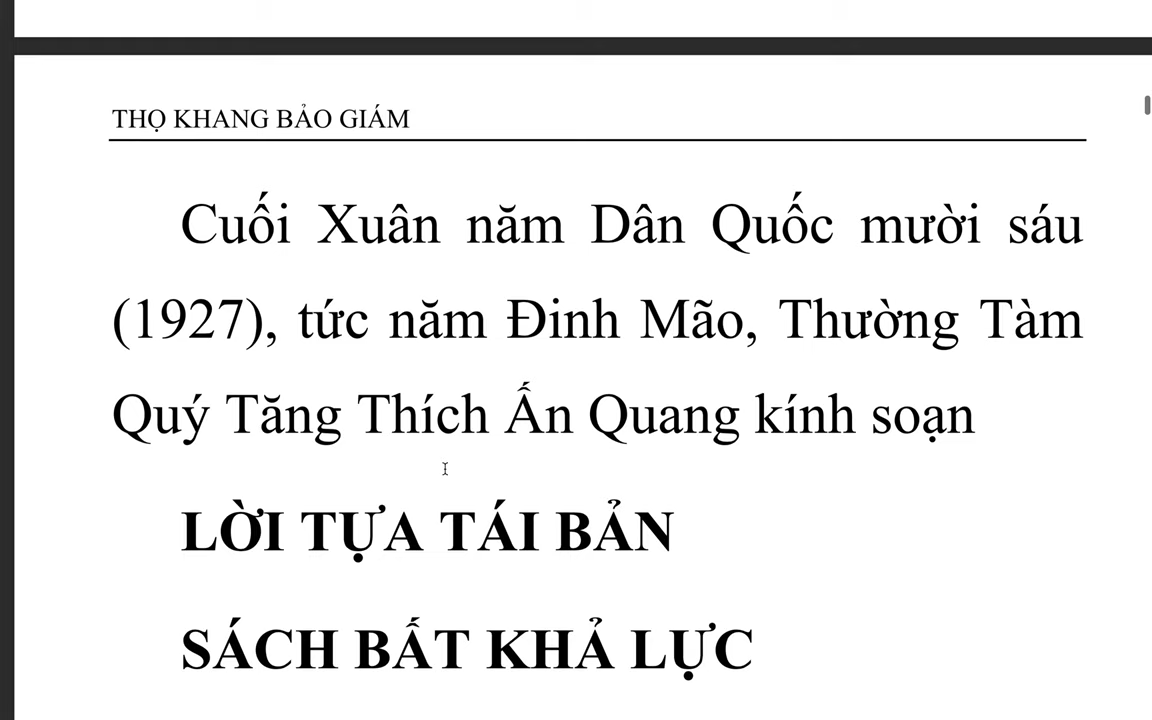 THỌ KHANG BẢO GIÁM
Cuối Xuân năm Dân Quốc mười sáu
(1927), tức năm Đinh Mão, Thường Tàm
Quý Tăng Thích Ấn Quang kính soạn
LỜI TỰA TÁI BẢN
SÁCH BẤT KHẢ LỰC